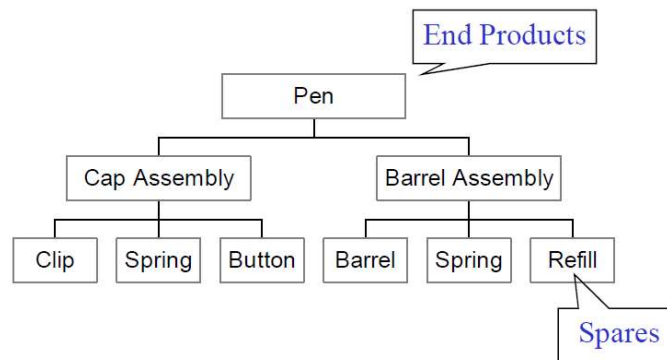 End Products
Pen
Cap Assembly
Barrel Assembly
Clip
Spring
Button
Barrel
Spring
Refill
Spares